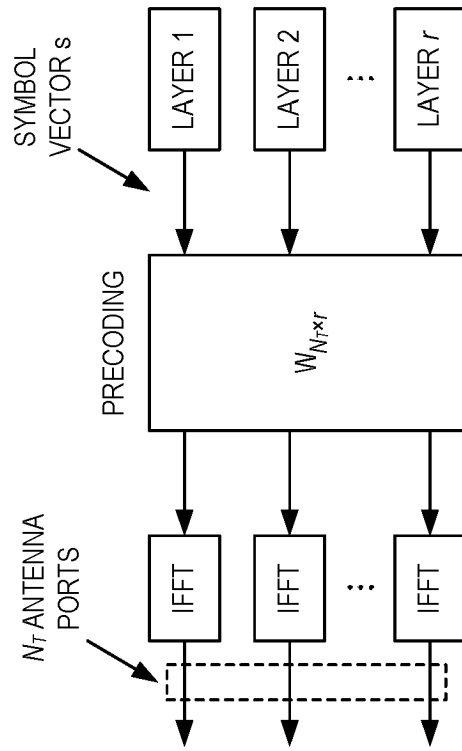 SYMBOL
VECTOR s
LAYER 1
LAYER 2
...
LAYER r
PRECODING
W_{N_T×r}
N_T ANTENNA
PORTS
IFFT
IFFT
...
IFFT